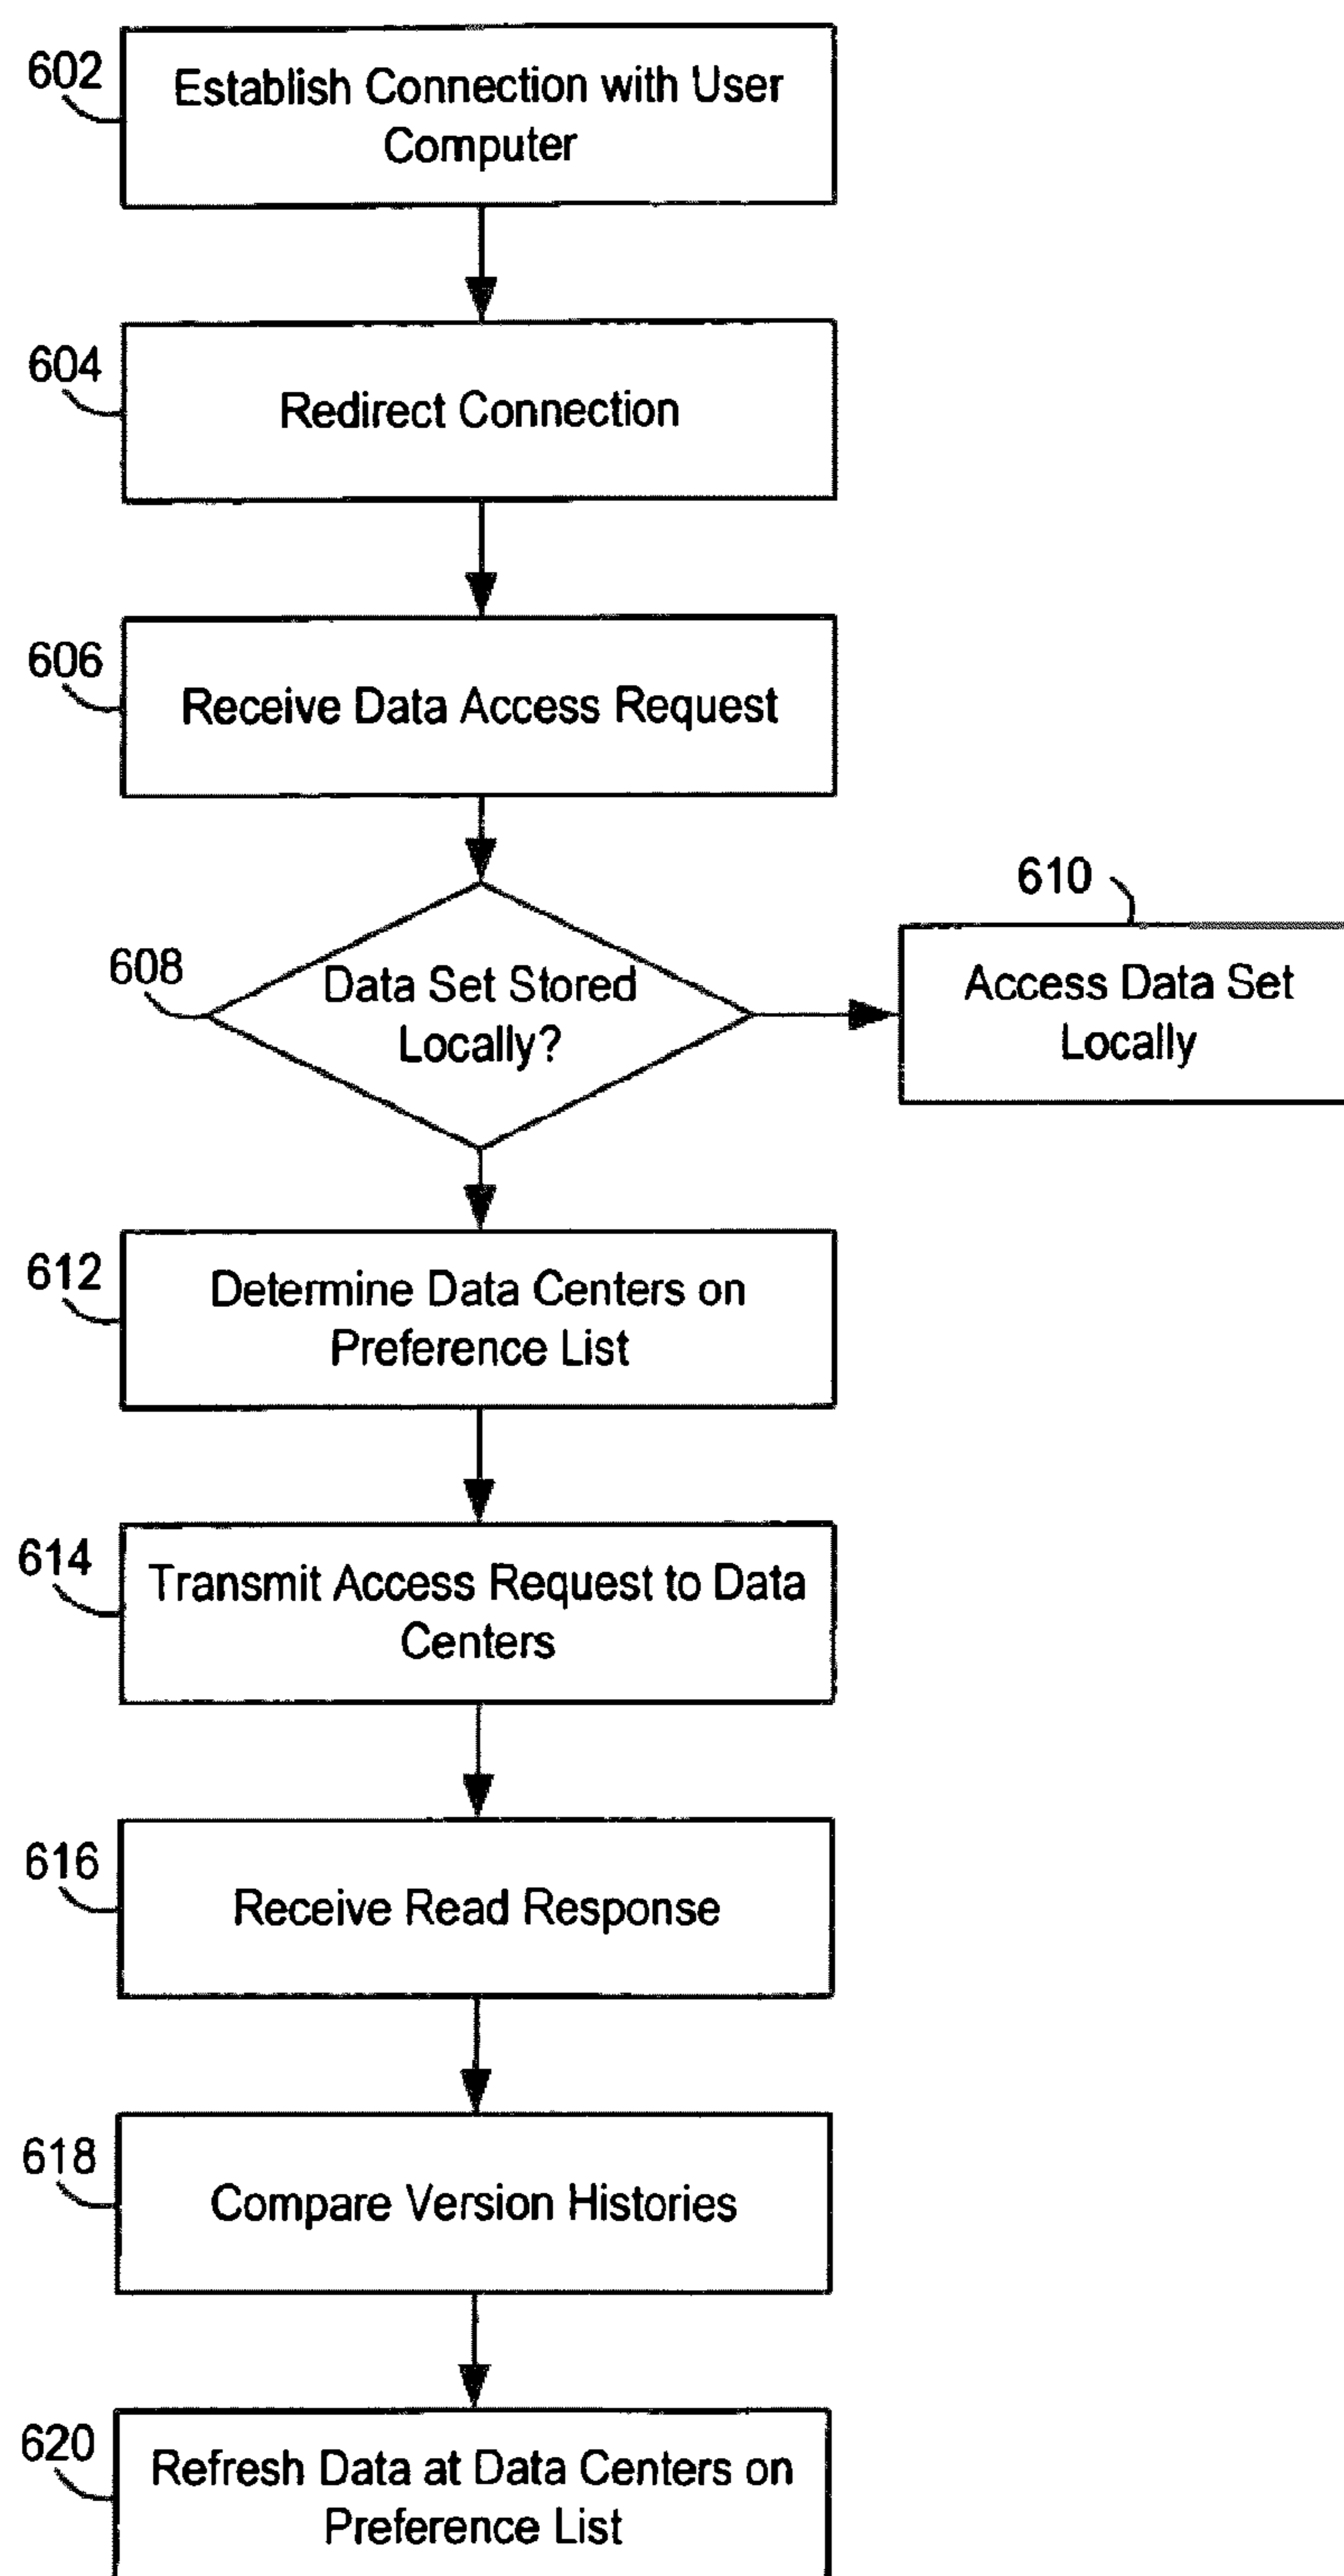 602
Establish Connection with User
Computer
604
Redirect Connection
606
Receive Data Access Request
608
Data Set Stored
Locally?
610
Access Data Set
Locally
612
Determine Data Centers on
Preference List
614
Transmit Access Request to Data
Centers
616
Receive Read Response
618
Compare Version Histories
620
Refresh Data at Data Centers on
Preference List